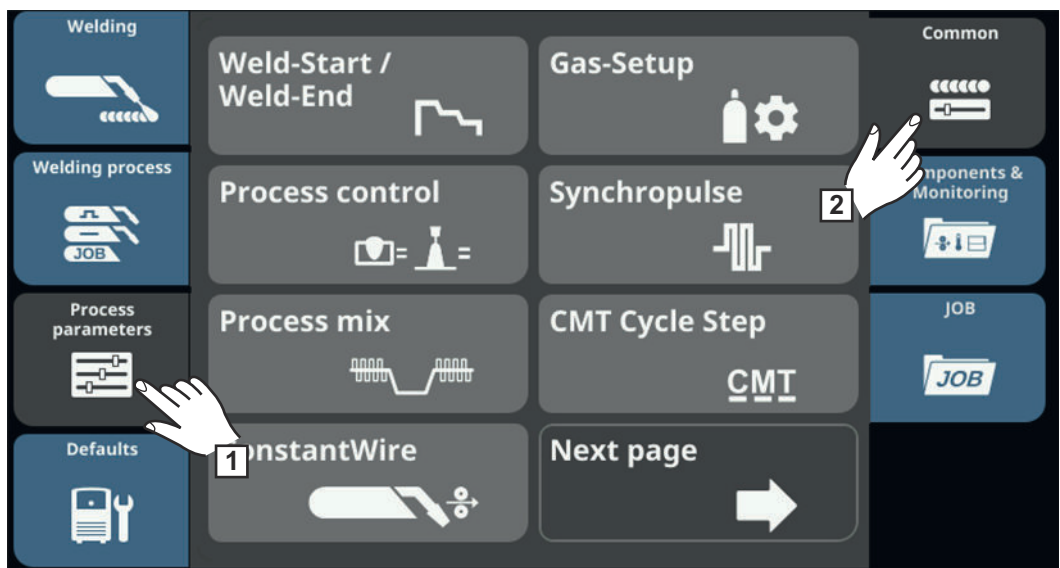 Welding
Welding process
JOB
Process
parameters
1
Defaults
Weld-Start /
Weld-End
Gas-Setup
Process control
= =
Synchropulse
Process mix
CMT Cycle Step
CMT
onstantWire
Next page
Common
2
mponents &
Monitoring
JOB
JOB